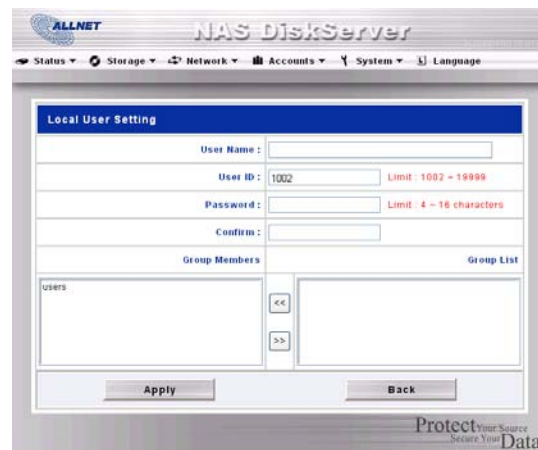 ALLNET
NAS DiskServer
Status Storage Network Accounts System Language
Local User Setting
User Name :
User ID : 1002 Limit : 1002 ~ 19999
Password : Limit : 4 ~ 16 characters
Confirm :
Group Members Group List
users
<<
>>
Apply Back
Protect Your Source
Secure Your Data